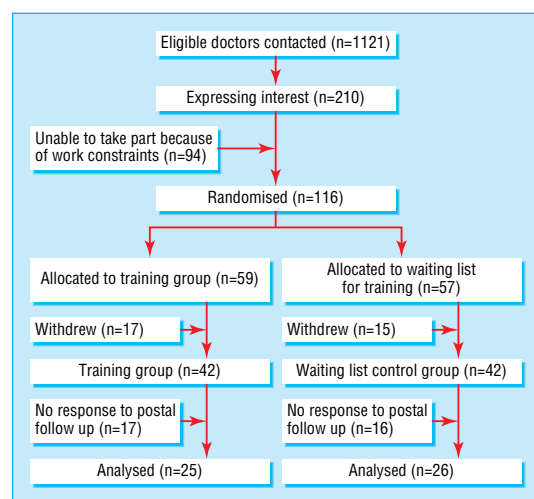 Eligible doctors contacted (n=1121)
Expressing interest (n=210)
Unable to take part because
of work constraints (n=94)
Randomised (n=116)
Allocated to training group (n=59)
Allocated to waiting list
for training (n=57)
Withdrew (n=17)
Withdrew (n=15)
Training group (n=42)
Waiting list control group (n=42)
No response to postal
follow up (n=17)
No response to postal
follow up (n=16)
Analysed (n=25)
Analysed (n=26)